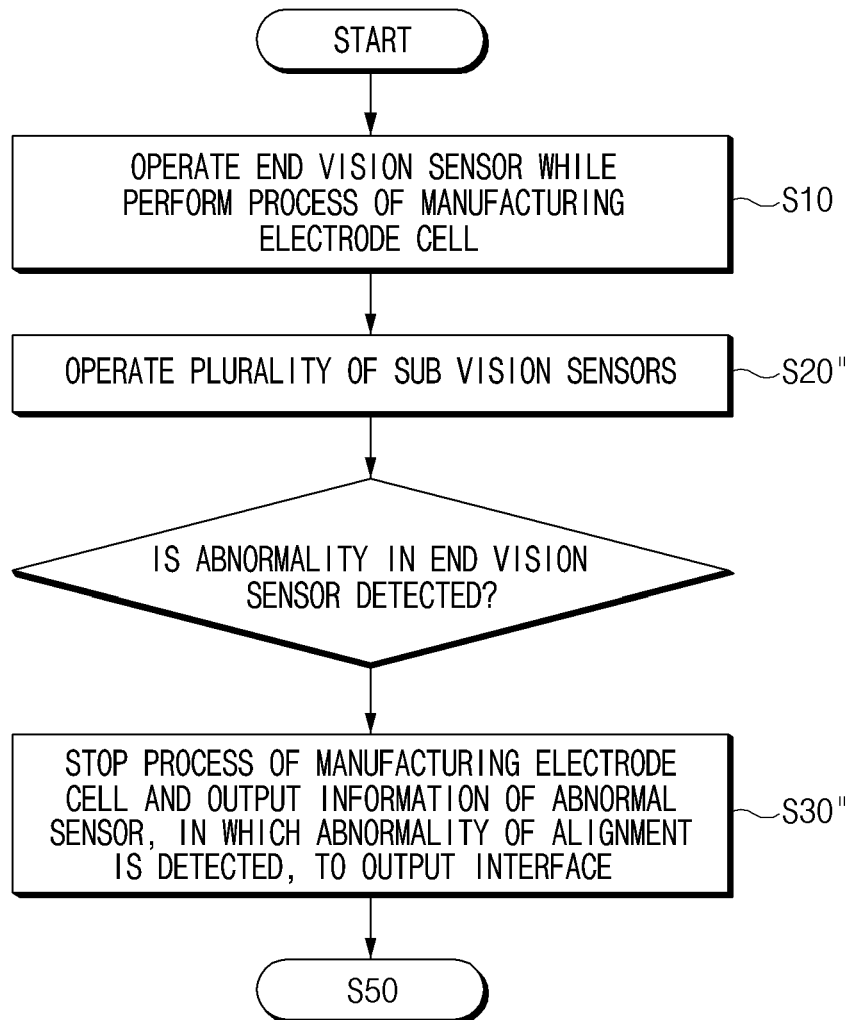 START
OPERATE END VISION SENSOR WHILE
PERFORM PROCESS OF MANUFACTURING
ELECTRODE CELL
S10
OPERATE PLURALITY OF SUB VISION SENSORS
S20"
IS ABNORMALITY IN END VISION
SENSOR DETECTED?
STOP PROCESS OF MANUFACTURING ELECTRODE
CELL AND OUTPUT INFORMATION OF ABNORMAL
SENSOR, IN WHICH ABNORMALITY OF ALIGNMENT
IS DETECTED, TO OUTPUT INTERFACE
S30"
S50